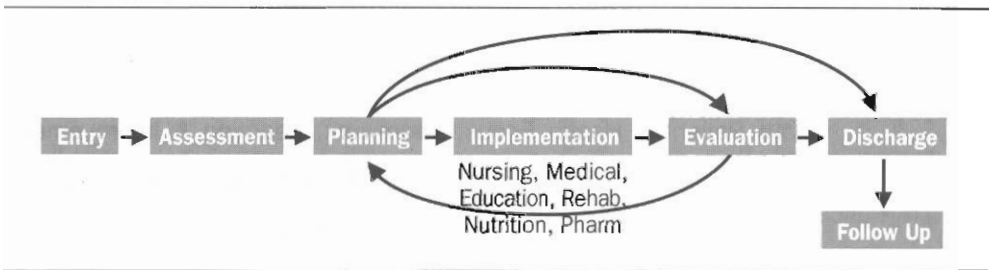 Entry
Assessment
Planning
Implementation
Evaluation
Discharge
Nursing, Medical,
Education, Rehab,
Nutrition, Pharm
Follow Up